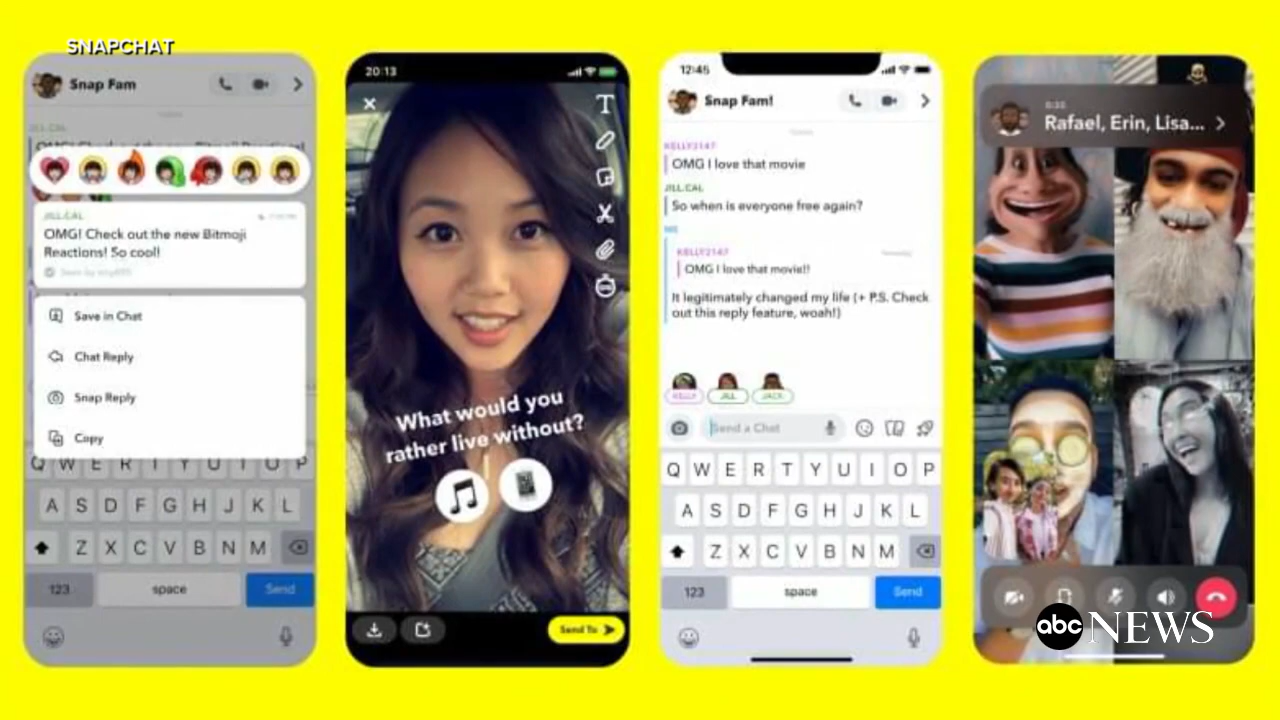 SNAPCHAT
Snap Fam
JILL.CAL
JILL.CAL
OMG! Check out the new Bitmoji
Reactions! So cool!
Save in Chat
Chat Reply
Snap Reply
Copy
Q W E R T Y U I O P
A S D F G H J K L
Z X C V B N M
123 space Send
20:13
T
What would you
rather live without?
Send To
12:45
Snap Fam!
KELLY2147
OMG I love that movie
JILL.CAL
So when is everyone free again?
ME
KELLY2147
OMG I love that movie!!
It legitimately changed my life (+ P.S. Check
out this reply feature, woah!)
KELLY JILL JACK
Send a Chat
Q W E R T Y U I O P
A S D F G H J K L
Z X C V B N M
123 space Send
0:30
Rafael, Erin, Lisa...
abc NEWS